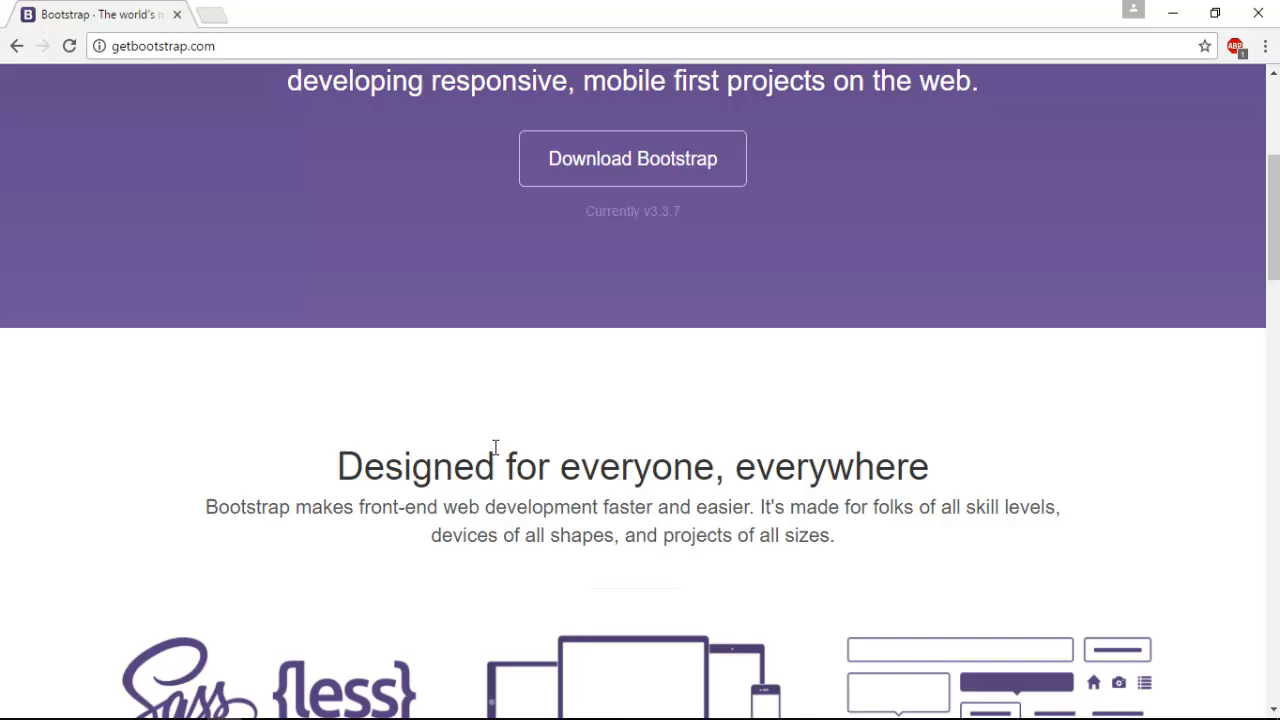 B Bootstrap · The world's n
getbootstrap.com
ABP
1
developing responsive, mobile first projects on the web.
Download Bootstrap
Currently v3.3.7
Designed for everyone, everywhere
Bootstrap makes front-end web development faster and easier. It's made for folks of all skill levels,
devices of all shapes, and projects of all sizes.
Sass {less}